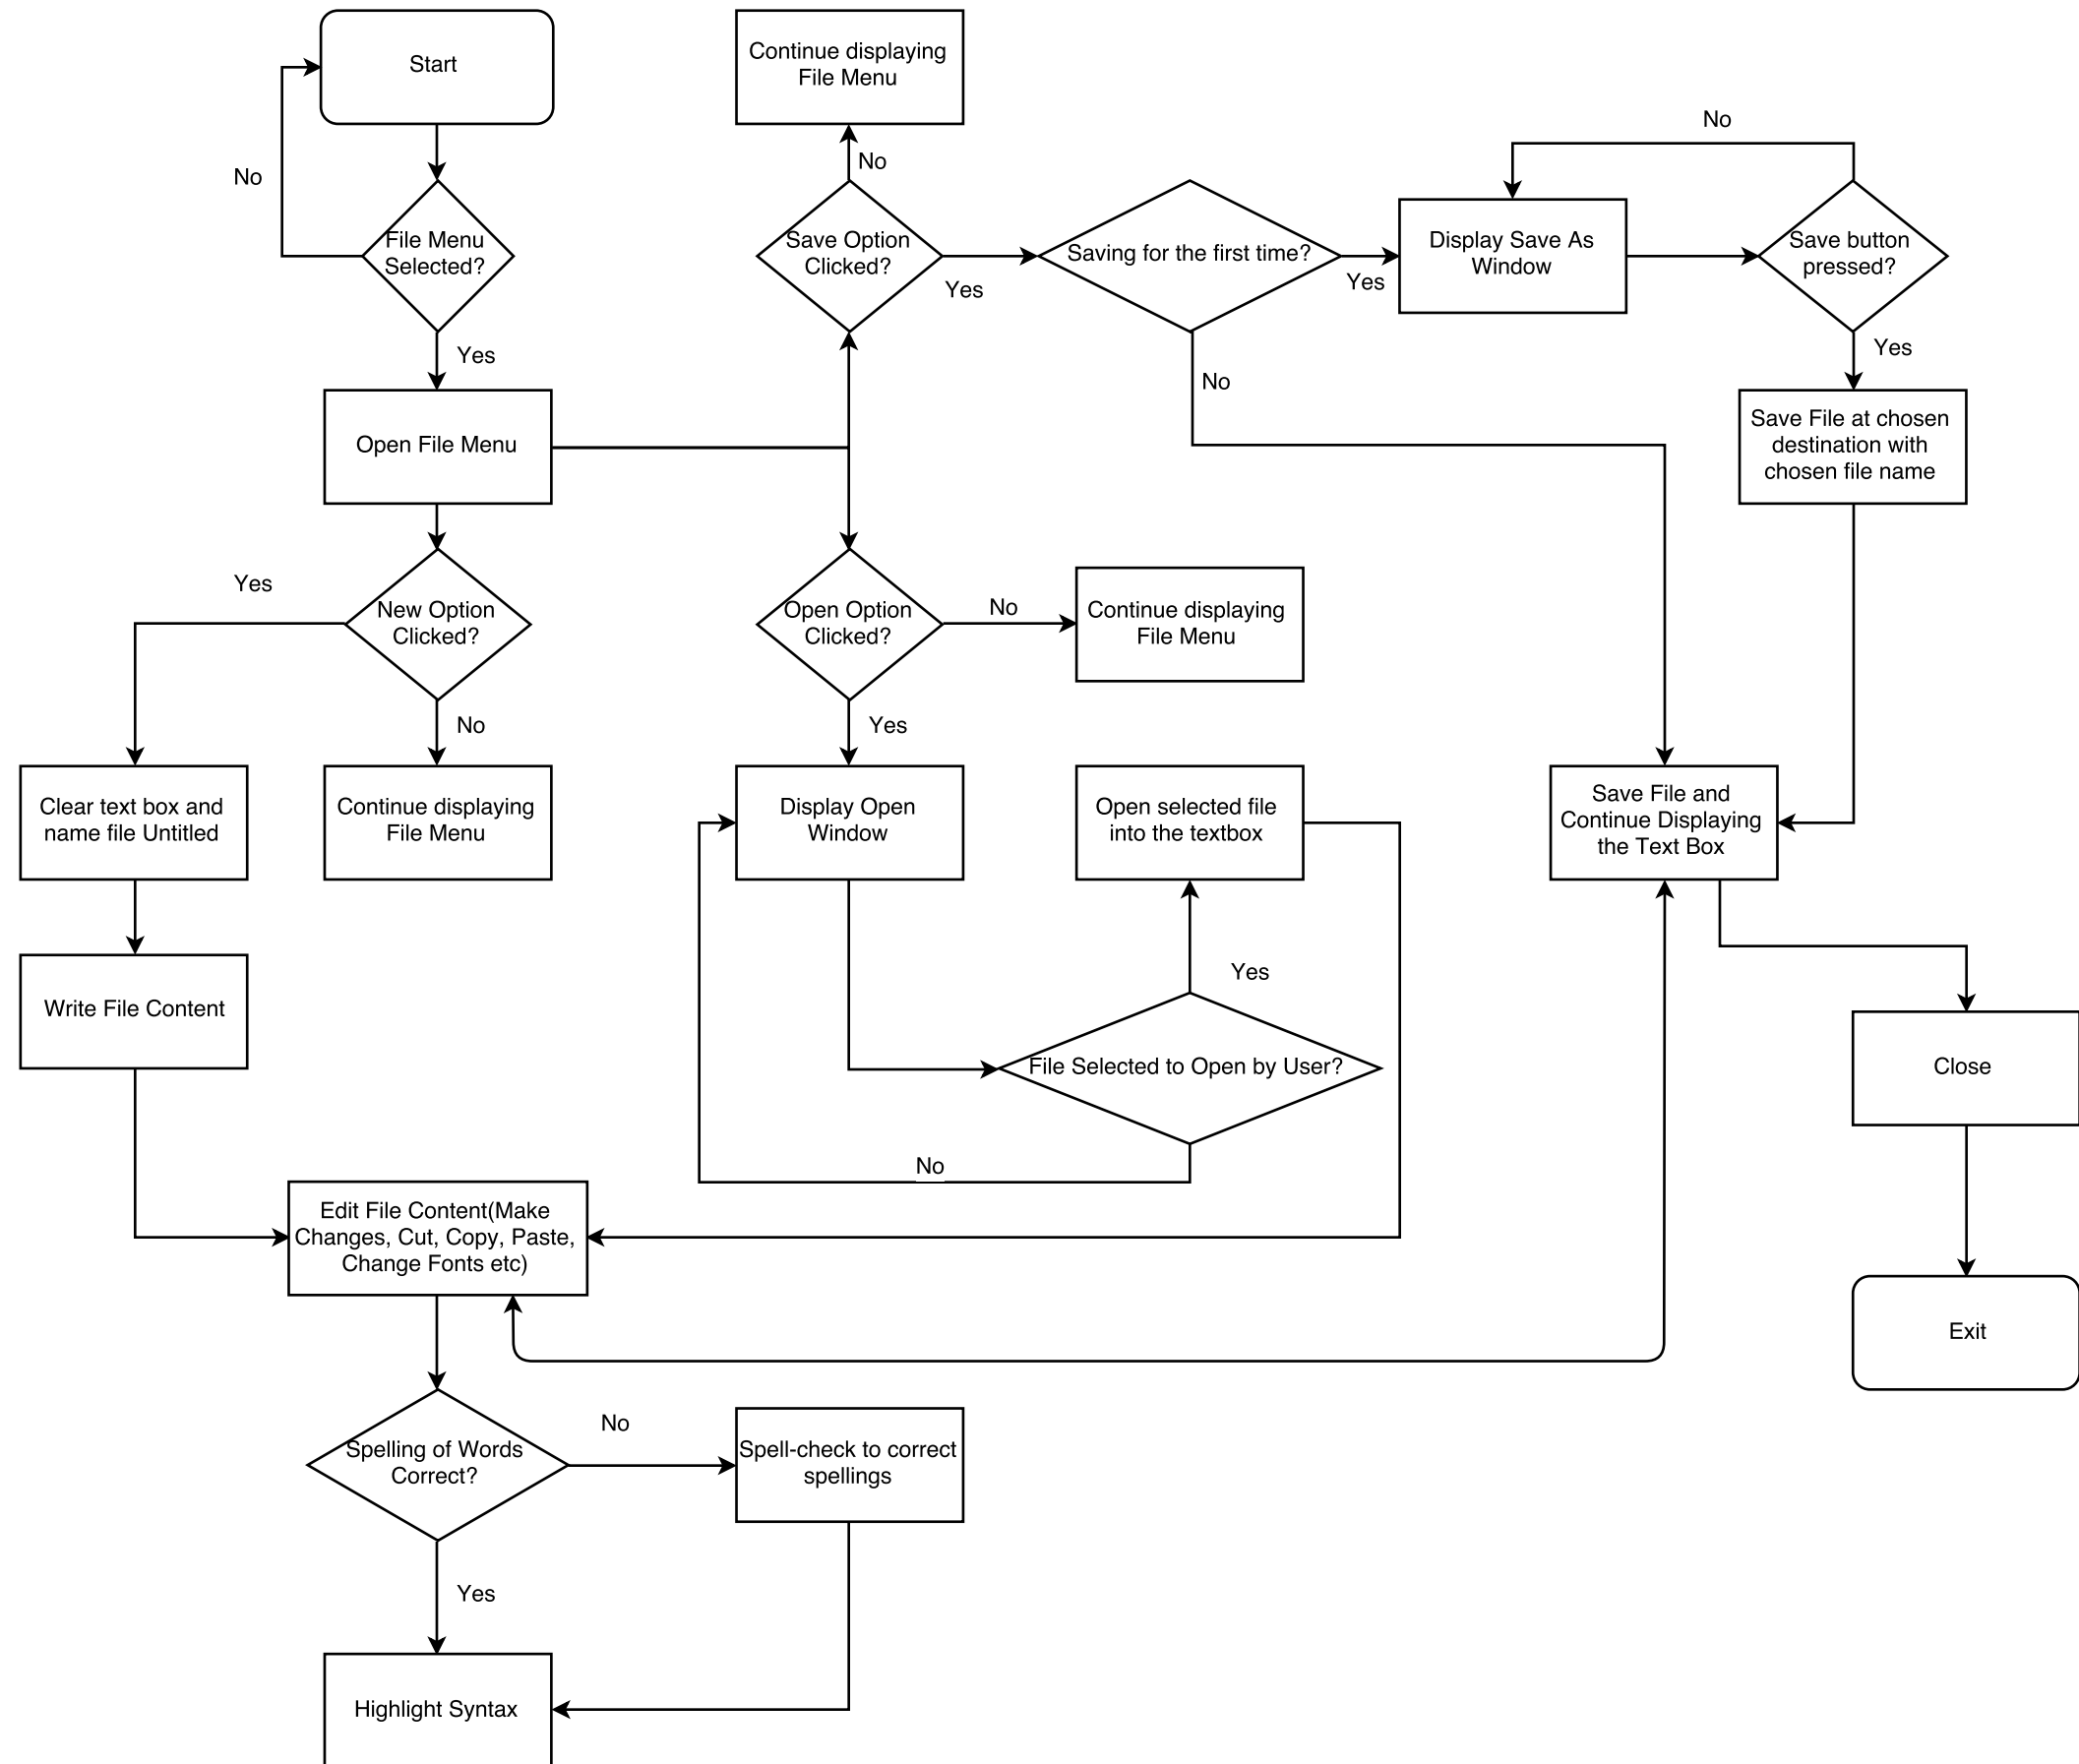 Start
No
File Menu
Selected?
Yes
Open File Menu
New Option
Clicked?
Yes
No
Clear text box and
name file Untitled
Continue displaying
File Menu
Write File Content
Continue displaying
File Menu
No
Save Option
Clicked?
Yes
Saving for the first time?
Yes
No
Display Save As
Window
No
Save button
pressed?
Yes
Save File at chosen
destination with
chosen file name
Open Option
Clicked?
No
Continue displaying
File Menu
Yes
Display Open
Window
Open selected file
into the textbox
Yes
File Selected to Open by User?
No
Save File and
Continue Displaying
the Text Box
Close
Exit
Edit File Content(Make
Changes, Cut, Copy, Paste,
Change Fonts etc)
Spelling of Words
Correct?
No
Spell-check to correct
spellings
Yes
Highlight Syntax